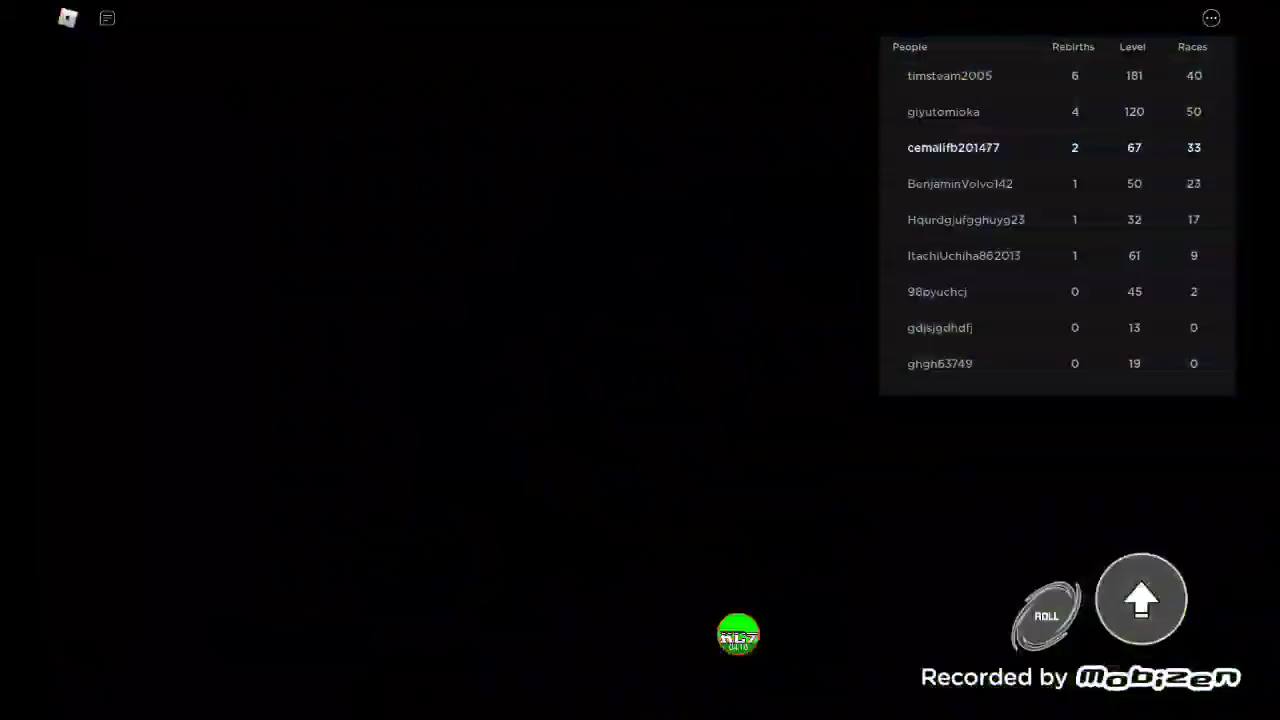 People Rebirths Level Races
timsteam2005 6 181 40
giyutomioka 4 120 50
cemalifb201477 2 67 33
BenjaminVolvo142 1 50 23
Hqurdgjufgghuyg23 1 32 17
ItachiUchiha862013 1 61 9
98pyuchcj 0 45 2
gdjsjgdhdfj 0 13 0
ghgh63749 0 19 0
ROLL
04:10
Recorded by mobizen